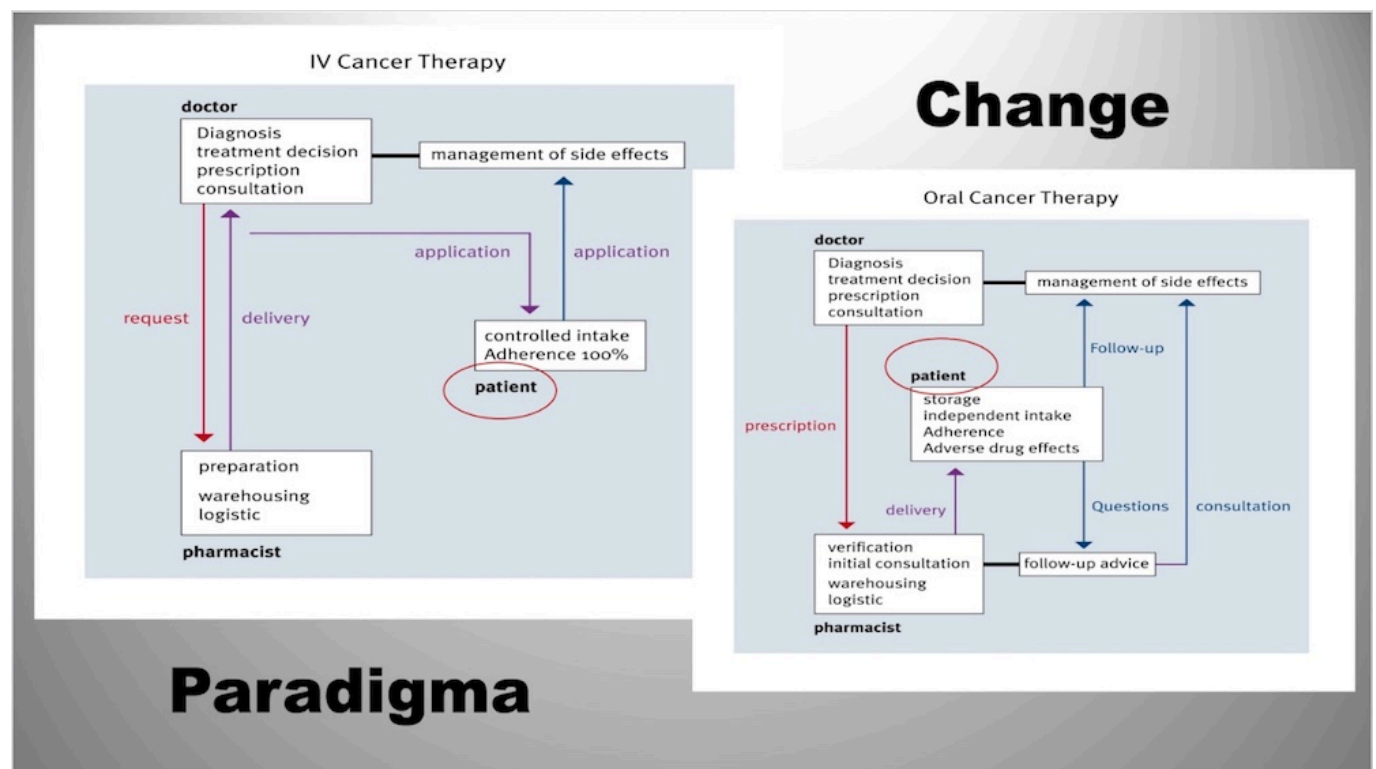 IV Cancer Therapy
doctor
Diagnosis
treatment decision
prescription
consultation
management of side effects
application
application
request
delivery
controlled intake
Adherence 100%
patient
preparation
warehousing
logistic
pharmacist
Change
Oral Cancer Therapy
doctor
Diagnosis
treatment decision
prescription
consultation
management of side effects
Follow-up
patient
storage
independent intake
Adherence
Adverse drug effects
prescription
delivery
Questions
consultation
verification
initial consultation
warehousing
logistic
follow-up advice
pharmacist
Paradigma